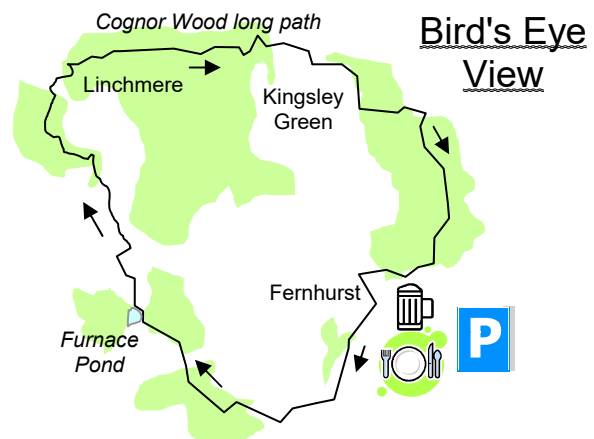 Cognor Wood long path
Bird's Eye
View
Linchmere
Kingsley
Green
Fernhurst
Furnace
Pond
P